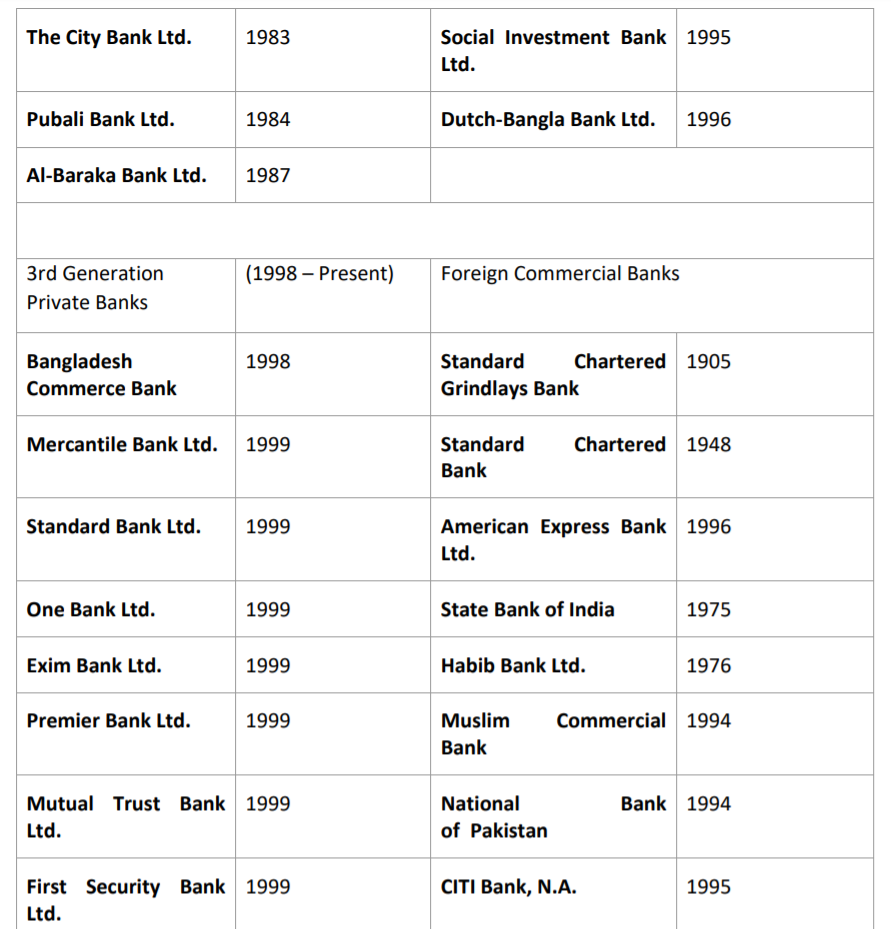 The City Bank Ltd. 1983 Social Investment Bank 1995
Ltd.
Pubali Bank Ltd. 1984 Dutch-Bangla Bank Ltd. 1996
Al-Baraka Bank Ltd. 1987
3rd Generation (1998 – Present) Foreign Commercial Banks
Private Banks
Bangladesh 1998 Standard Chartered 1905
Commerce Bank Grindlays Bank
Mercantile Bank Ltd. 1999 Standard Chartered 1948
Bank
Standard Bank Ltd. 1999 American Express Bank 1996
Ltd.
One Bank Ltd. 1999 State Bank of India 1975
Exim Bank Ltd. 1999 Habib Bank Ltd. 1976
Premier Bank Ltd. 1999 Muslim Commercial 1994
Bank
Mutual Trust Bank 1999 National Bank 1994
Ltd. of Pakistan
First Security Bank 1999 CITI Bank, N.A. 1995
Ltd.